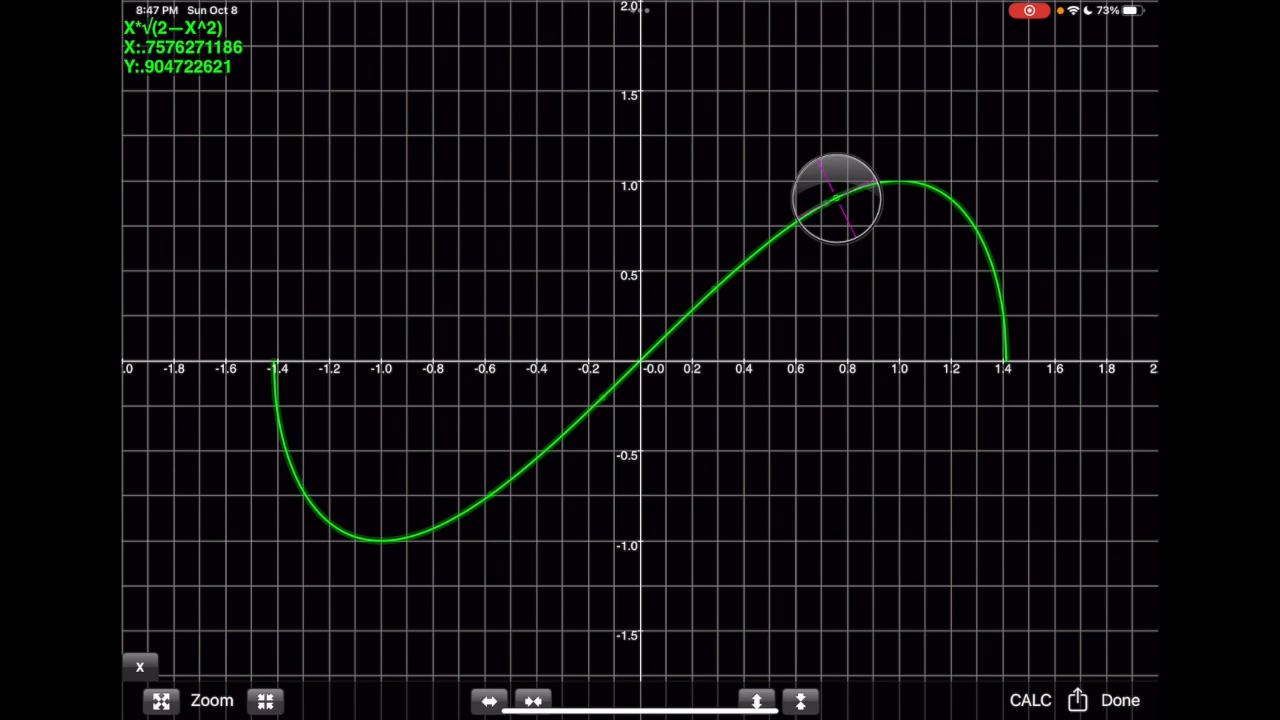 8:47 PM Sun Oct 8
73%
X*√(2—X^2)
X:.7576271186
Y:.904722621
2.0
1.5
1.0
0.5
.0 -1.8 -1.6 -1.4 -1.2 -1.0 -0.8 -0.6 -0.4 -0.2 -0.0 0.2 0.4 0.6 0.8 1.0 1.2 1.4 1.6 1.8 2
-0.5
-1.0
-1.5
x
Zoom
CALC
Done